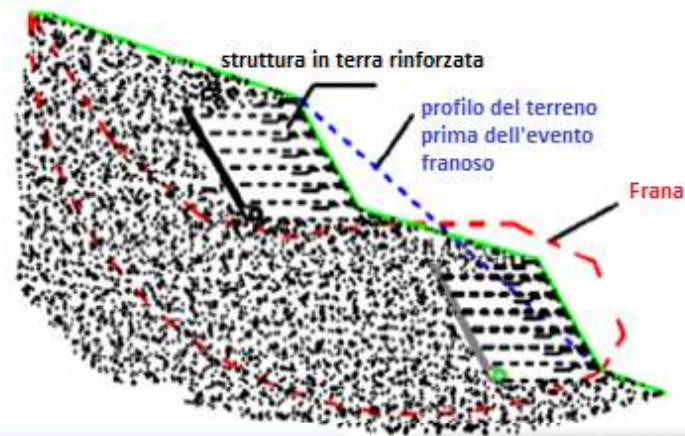 struttura in terra rinforzata
profilo del terreno
prima dell'evento
franoso
Frana